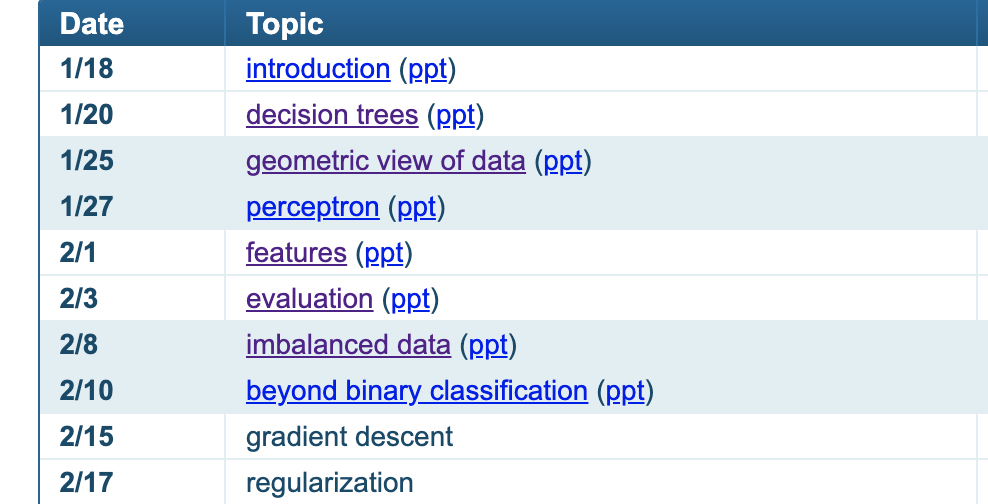 Date Topic
1/18 introduction (ppt)
1/20 decision trees (ppt)
1/25 geometric view of data (ppt)
1/27 perceptron (ppt)
2/1 features (ppt)
2/3 evaluation (ppt)
2/8 imbalanced data (ppt)
2/10 beyond binary classification (ppt)
2/15 gradient descent
2/17 regularization